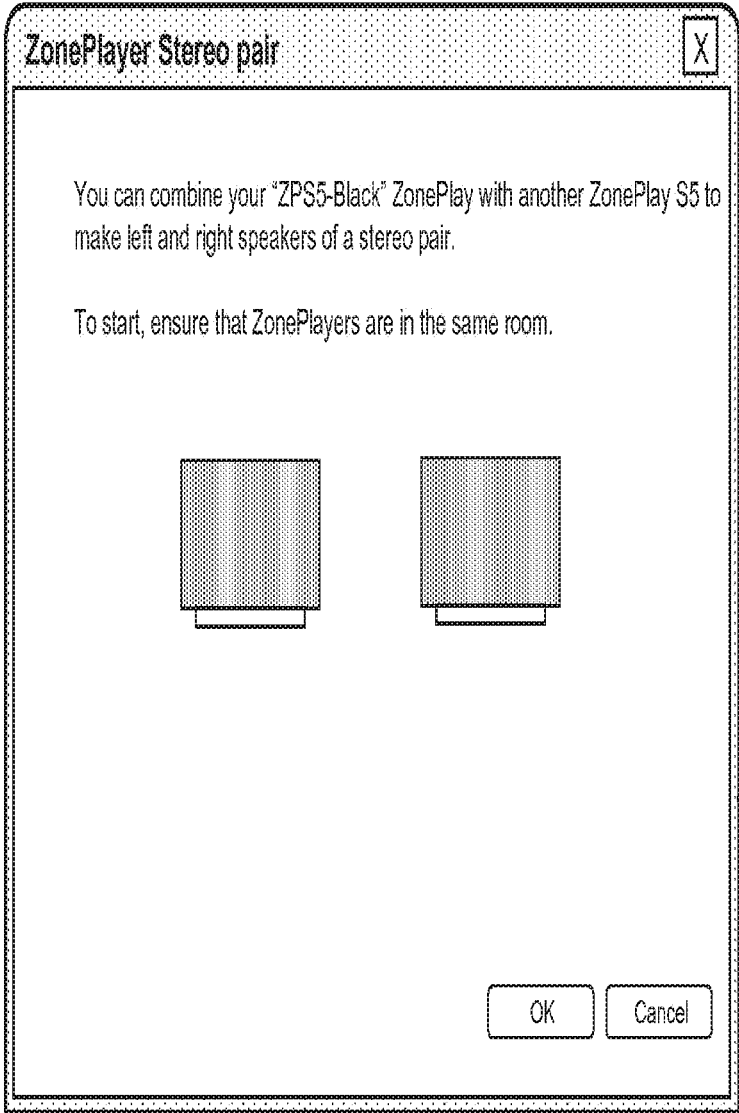 ZonePlayer Stereo pair
X
You can combine your “ZPS5-Black” ZonePlay with another ZonePlay S5 to
make left and right speakers of a stereo pair.
To start, ensure that ZonePlayers are in the same room.
OK
Cancel